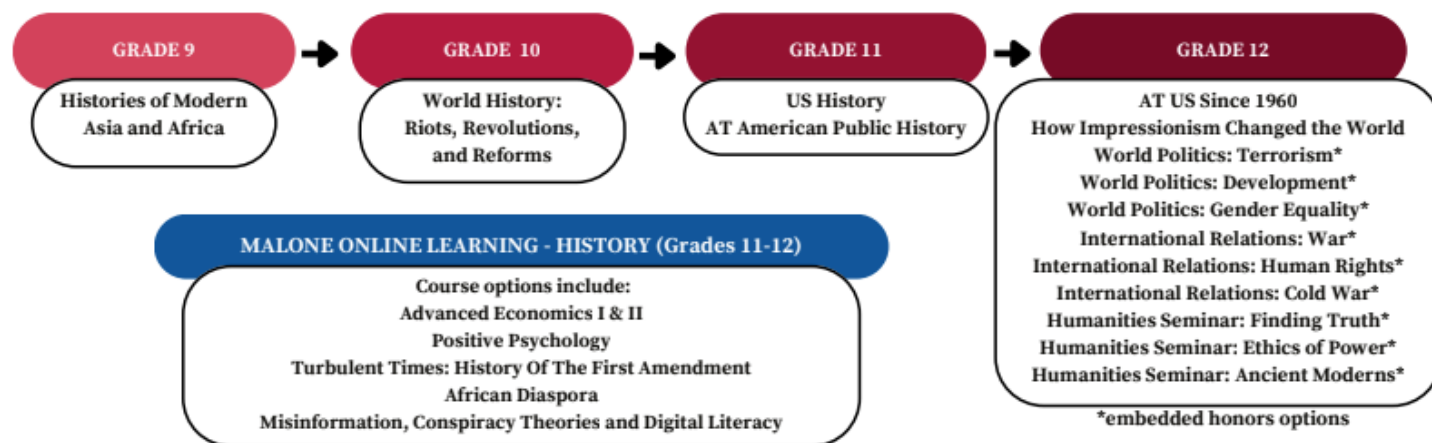 GRADE 9
Histories of Modern
Asia and Africa
GRADE 10
World History:
Riots, Revolutions,
and Reforms
GRADE 11
US History
AT American Public History
GRADE 12
AT US Since 1960
How Impressionism Changed the World
World Politics: Terrorism*
World Politics: Development*
World Politics: Gender Equality*
International Relations: War*
International Relations: Human Rights*
International Relations: Cold War*
Humanities Seminar: Finding Truth*
Humanities Seminar: Ethics of Power*
Humanities Seminar: Ancient Moderns*
*embedded honors options
MALONE ONLINE LEARNING - HISTORY (Grades 11-12)
Course options include:
Advanced Economics I & II
Positive Psychology
Turbulent Times: History Of The First Amendment
African Diaspora
Misinformation, Conspiracy Theories and Digital Literacy